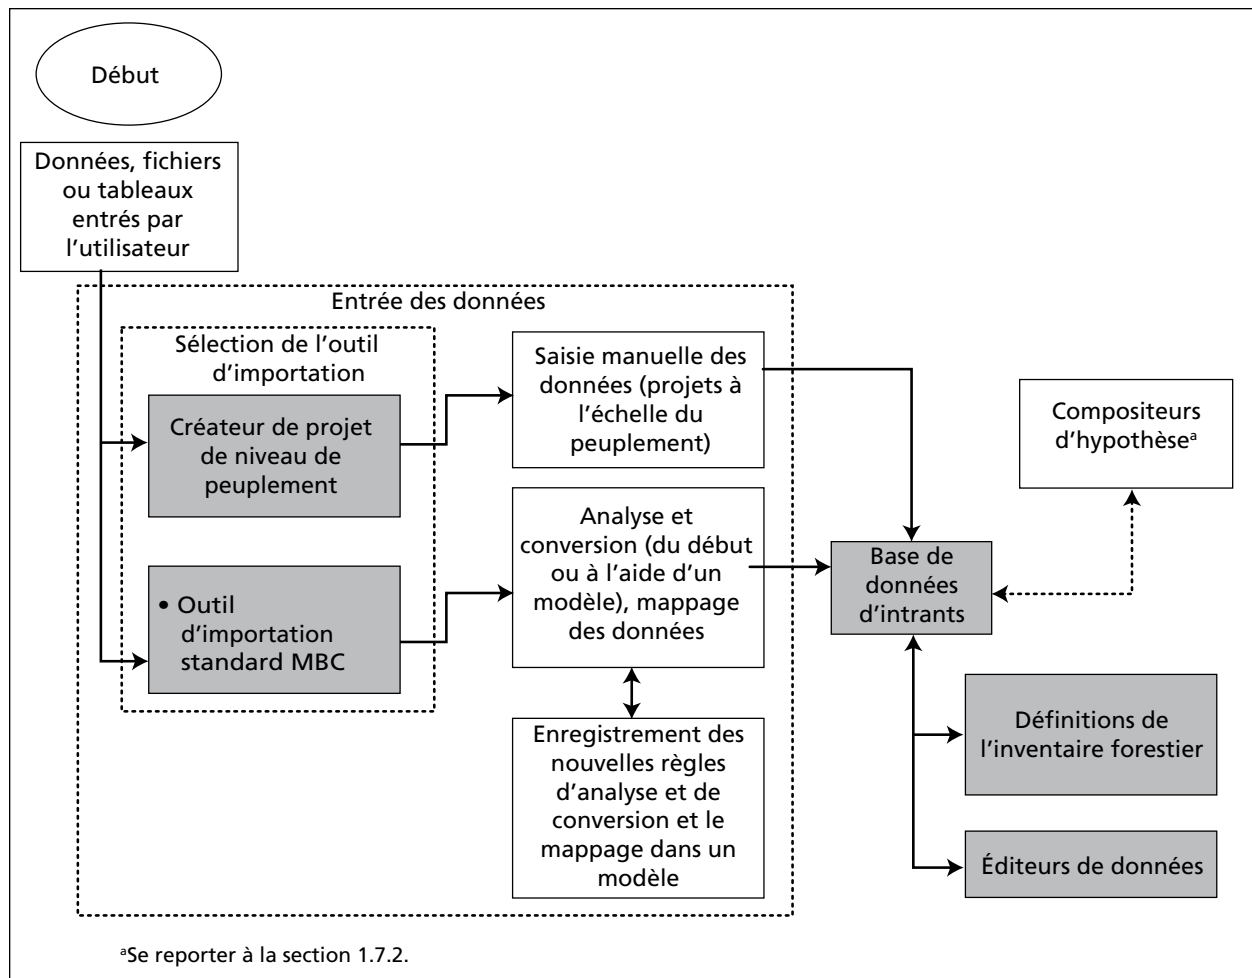 Début
Données, fichiers
ou tableaux
entrés par
l'utilisateur
Entrée des données
Sélection de l'outil
d'importation
Créateur de projet
de niveau de
peuplement
• Outil
d'importation
standard MBC
Saisie manuelle des
données (projets à
l'échelle du
peuplement)
Analyse et
conversion (du début
ou à l'aide d'un
modèle), mappage
des données
Enregistrement des
nouvelles règles
d'analyse et de
conversion et le
mappage dans un
modèle
Base de
données
d'intrants
Compositeurs
d'hypothèseᵃ
Définitions de
l'inventaire forestier
Éditeurs de données
ᵃSe reporter à la section 1.7.2.